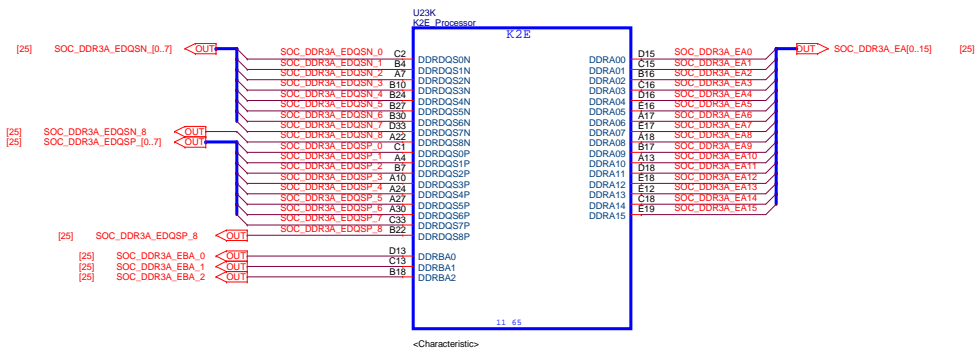 U23K
K2E_Processor
K2E
[25] SOC_DDR3A_EDQSN_[0..7] OUT
SOC_DDR3A_EDQSN_0 C2 DDRDQS0N
SOC_DDR3A_EDQSN_1 B4 DDRDQS1N
SOC_DDR3A_EDQSN_2 A7 DDRDQS2N
SOC_DDR3A_EDQSN_3 B10 DDRDQS3N
SOC_DDR3A_EDQSN_4 B24 DDRDQS4N
SOC_DDR3A_EDQSN_5 B27 DDRDQS5N
SOC_DDR3A_EDQSN_6 B30 DDRDQS6N
SOC_DDR3A_EDQSN_7 D33 DDRDQS7N
[25] SOC_DDR3A_EDQSN_8 OUT
SOC_DDR3A_EDQSN_8 A22 DDRDQS8N
[25] SOC_DDR3A_EDQSP_[0..7] OUT
SOC_DDR3A_EDQSP_0 C1 DDRDQS0P
SOC_DDR3A_EDQSP_1 A4 DDRDQS1P
SOC_DDR3A_EDQSP_2 B7 DDRDQS2P
SOC_DDR3A_EDQSP_3 A10 DDRDQS3P
SOC_DDR3A_EDQSP_4 A24 DDRDQS4P
SOC_DDR3A_EDQSP_5 A27 DDRDQS5P
SOC_DDR3A_EDQSP_6 A30 DDRDQS6P
SOC_DDR3A_EDQSP_7 C33 DDRDQS7P
[25] SOC_DDR3A_EDQSP_8 OUT
SOC_DDR3A_EDQSP_8 B22 DDRDQS8P
[25] SOC_DDR3A_EBA_0 OUT D13 DDRBA0
[25] SOC_DDR3A_EBA_1 OUT C13 DDRBA1
[25] SOC_DDR3A_EBA_2 OUT B18 DDRBA2
DDRA00 D15 SOC_DDR3A_EA0
DDRA01 C15 SOC_DDR3A_EA1
DDRA02 B16 SOC_DDR3A_EA2
DDRA03 C16 SOC_DDR3A_EA3
DDRA04 D16 SOC_DDR3A_EA4
DDRA05 E16 SOC_DDR3A_EA5
DDRA06 A17 SOC_DDR3A_EA6
DDRA07 E17 SOC_DDR3A_EA7
DDRA08 A18 SOC_DDR3A_EA8
DDRA09 B17 SOC_DDR3A_EA9
DDRA10 A13 SOC_DDR3A_EA10
DDRA11 D18 SOC_DDR3A_EA11
DDRA12 E18 SOC_DDR3A_EA12
DDRA13 E12 SOC_DDR3A_EA13
DDRA14 C18 SOC_DDR3A_EA14
DDRA15 E19 SOC_DDR3A_EA15
OUT SOC_DDR3A_EA[0..15] [25]
11 65
<Characteristic>